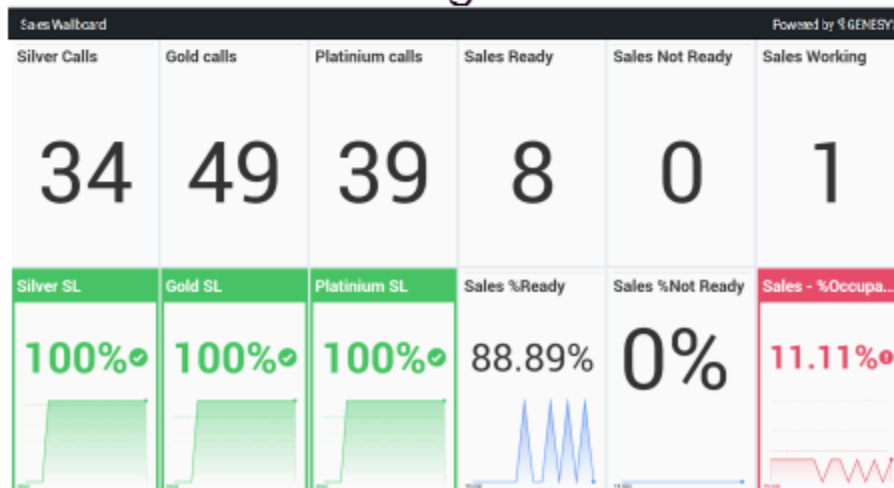 Sales Wallboard
Powered by GENESYS
Silver Calls
Gold calls
Platinium calls
Sales Ready
Sales Not Ready
Sales Working
34
49
39
8
0
1
Silver SL
Gold SL
Platinium SL
Sales %Ready
Sales %Not Ready
Sales - %Occupa...
100%
100%
100%
88.89%
0%
11.11%